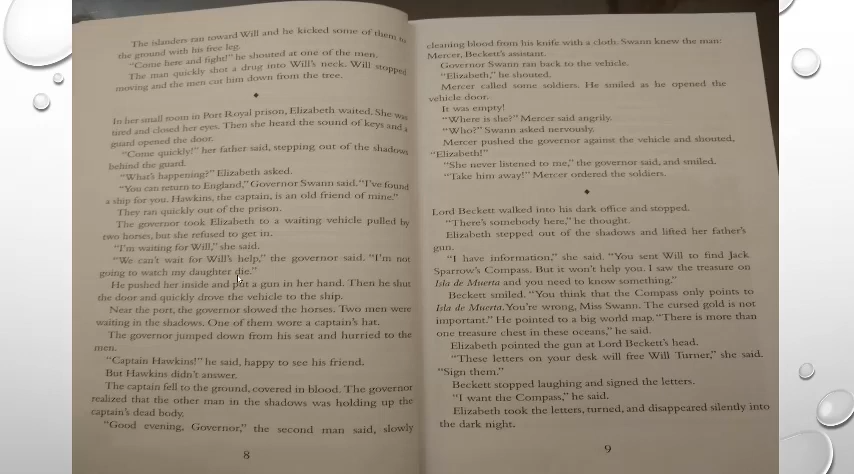 The islanders ran toward Will and he kicked some of them to
the ground with his free leg.
“Come here and fight!” he shouted at one of the men.
The man quickly shot a drug into Will’s neck. Will stopped
moving and the men cut him down from the tree.
◆
In her small room in Port Royal prison, Elizabeth waited. She was
tired and closed her eyes. Then she heard the sound of keys and a
guard opened the door.
“Come quickly!” her father said, stepping out of the shadows
behind the guard.
“What’s happening?” Elizabeth asked.
“You can return to England,” Governor Swann said. “I’ve found
a ship for you. Hawkins, the captain, is an old friend of mine.”
They ran quickly out of the prison.
The governor took Elizabeth to a waiting vehicle pulled by
two horses, but she refused to get in.
“I’m waiting for Will,” she said.
“We can’t wait for Will’s help,” the governor said. “I’m not
going to watch my daughter die.”
He pushed her inside and put a gun in her hand. Then he shut
the door and quickly drove the vehicle to the ship.
Near the port, the governor slowed the horses. Two men were
waiting in the shadows. One of them wore a captain’s hat.
The governor jumped down from his seat and hurried to the
men.
“Captain Hawkins!” he said, happy to see his friend.
But Hawkins didn’t answer.
The captain fell to the ground, covered in blood. The governor
realized that the other man in the shadows was holding up the
captain’s dead body.
“Good evening, Governor,” the second man said, slowly
8
cleaning blood from his knife with a cloth. Swann knew the man:
Mercer, Beckett’s assistant.
Governor Swann ran back to the vehicle.
“Elizabeth,” he shouted.
Mercer called some soldiers. He smiled as he opened the
vehicle door.
It was empty!
“Where is she?” Mercer said angrily.
“Who?” Swann asked nervously.
Mercer pushed the governor against the vehicle and shouted,
“Elizabeth!”
“She never listened to me,” the governor said, and smiled.
“Take him away!” Mercer ordered the soldiers.
◆
Lord Beckett walked into his dark office and stopped.
“There’s somebody here,” he thought.
Elizabeth stepped out of the shadows and lifted her father’s
gun.
“I have information,” she said. “You sent Will to find Jack
Sparrow’s Compass. But it won’t help you. I saw the treasure on
Isla de Muerta and you need to know something.”
Beckett smiled. “You think that the Compass only points to
Isla de Muerta. You’re wrong, Miss Swann. The cursed gold is not
important.” He pointed to a big world map. “There is more than
one treasure chest in these oceans,” he said.
Elizabeth pointed the gun at Lord Beckett’s head.
“These letters on your desk will free Will Turner,” she said.
“Sign them.”
Beckett stopped laughing and signed the letters.
“I want the Compass,” he said.
Elizabeth took the letters, turned, and disappeared silently into
the dark night.
9